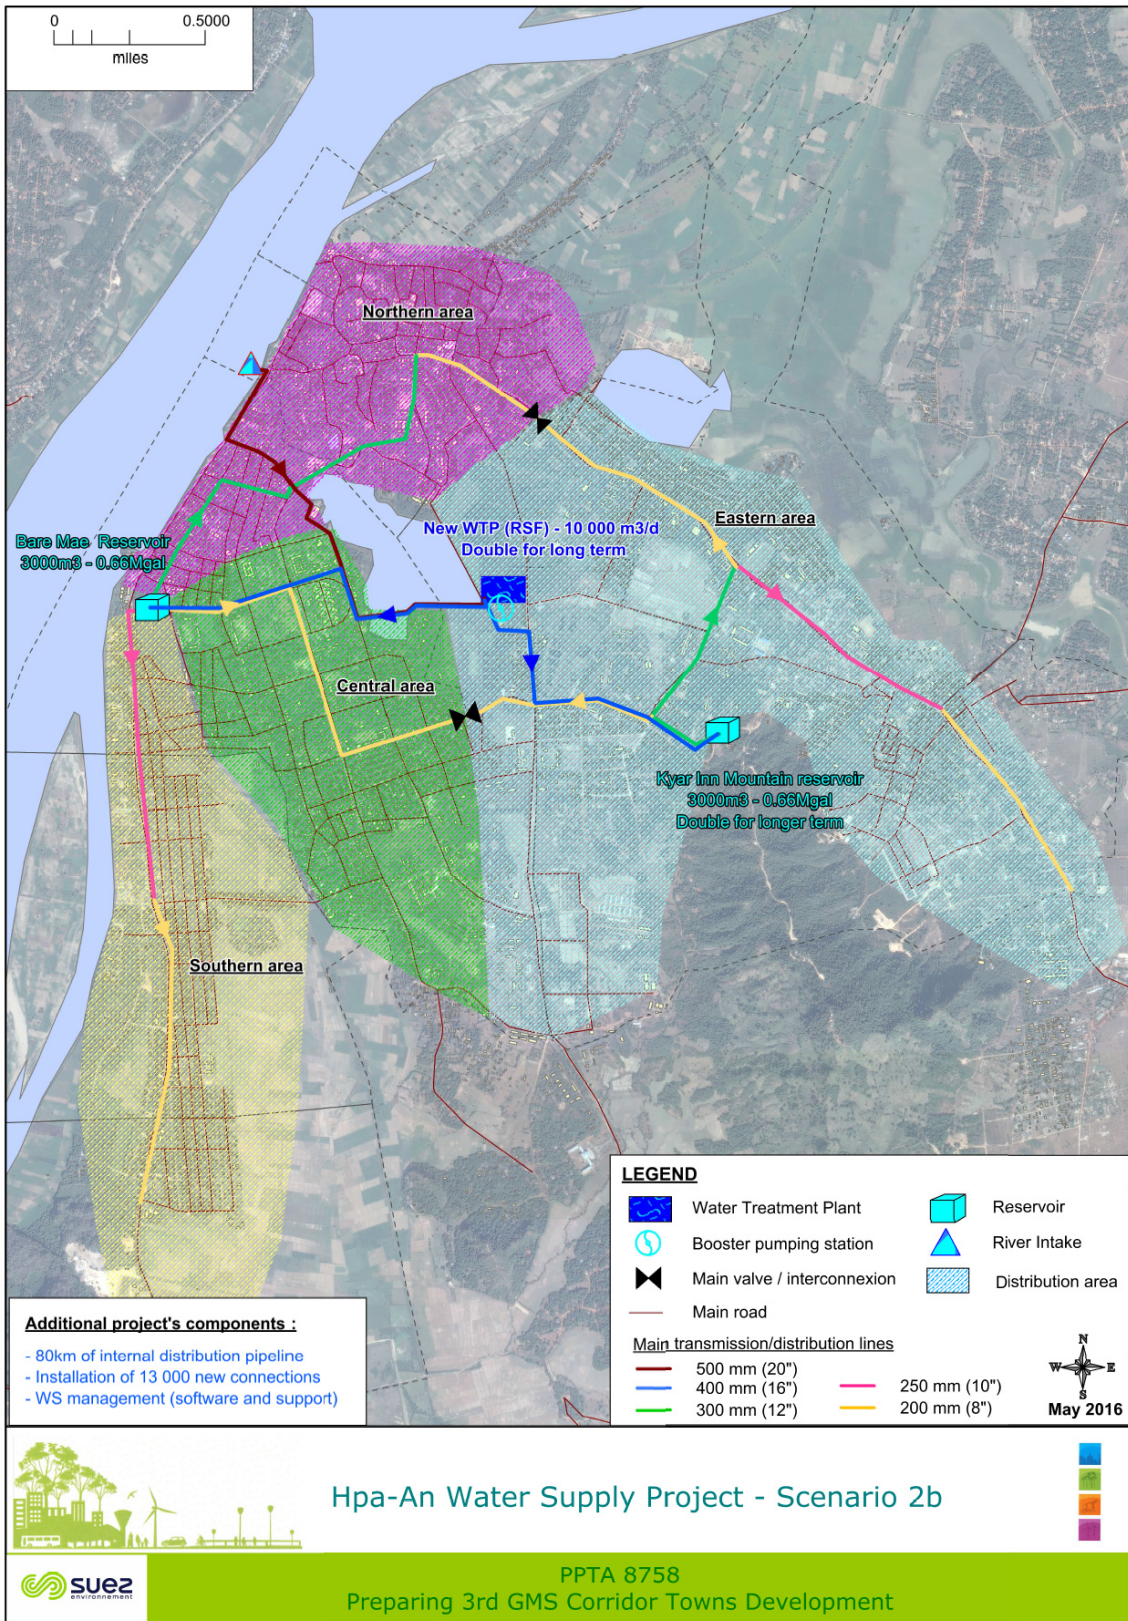 0 0.5000
miles
Northern area
Eastern area
New WTP (RSF) - 10 000 m3/d
Double for long term
Bare Mae Reservoir
3000m3 - 0.66Mgal
Central area
Kyar Inn Mountain reservoir
3000m3 - 0.66Mgal
Double for longer term
Southern area
LEGEND
Water Treatment Plant
Reservoir
Booster pumping station
River Intake
Main valve / interconnexion
Distribution area
Main road
Main transmission/distribution lines
500 mm (20")
400 mm (16")
300 mm (12")
250 mm (10")
200 mm (8")
N
W E
S
May 2016
Additional project's components :
- 80km of internal distribution pipeline
- Installation of 13 000 new connections
- WS management (software and support)
Hpa-An Water Supply Project - Scenario 2b
suez
environnement
PPTA 8758
Preparing 3rd GMS Corridor Towns Development